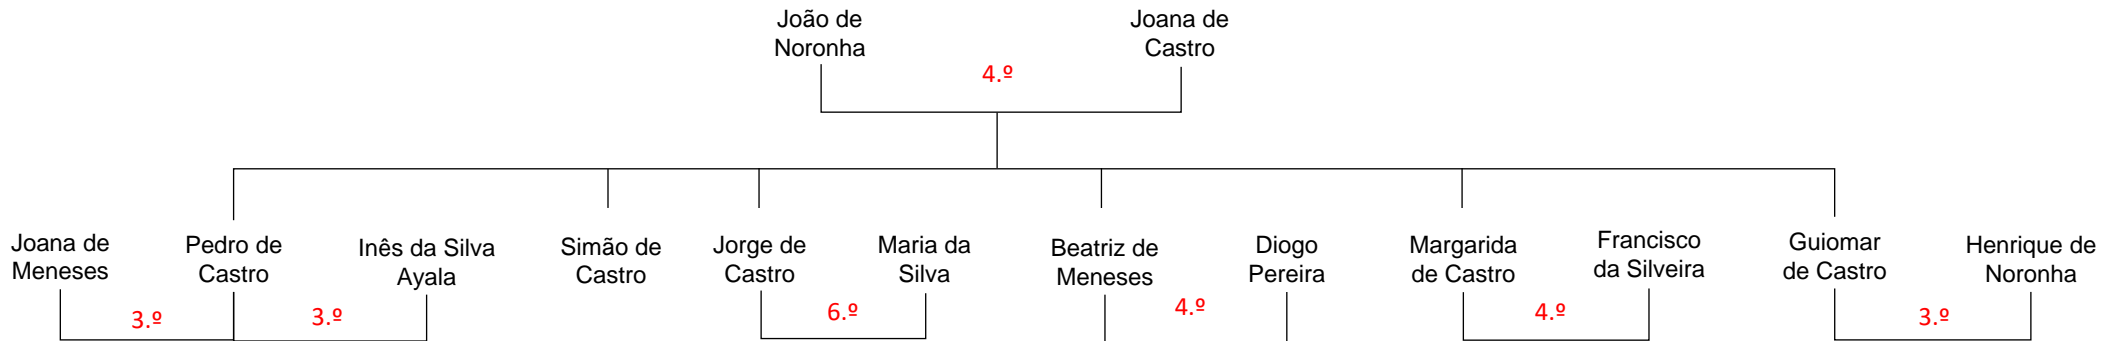 João de
Noronha
Joana de
Castro
4.º
Joana de
Meneses
Pedro de
Castro
Inês da Silva
Ayala
Simão de
Castro
Jorge de
Castro
Maria da
Silva
Beatriz de
Meneses
Diogo
Pereira
Margarida
de Castro
Francisco
da Silveira
Guiomar
de Castro
Henrique de
Noronha
3.º
3.º
6.º
4.º
4.º
3.º